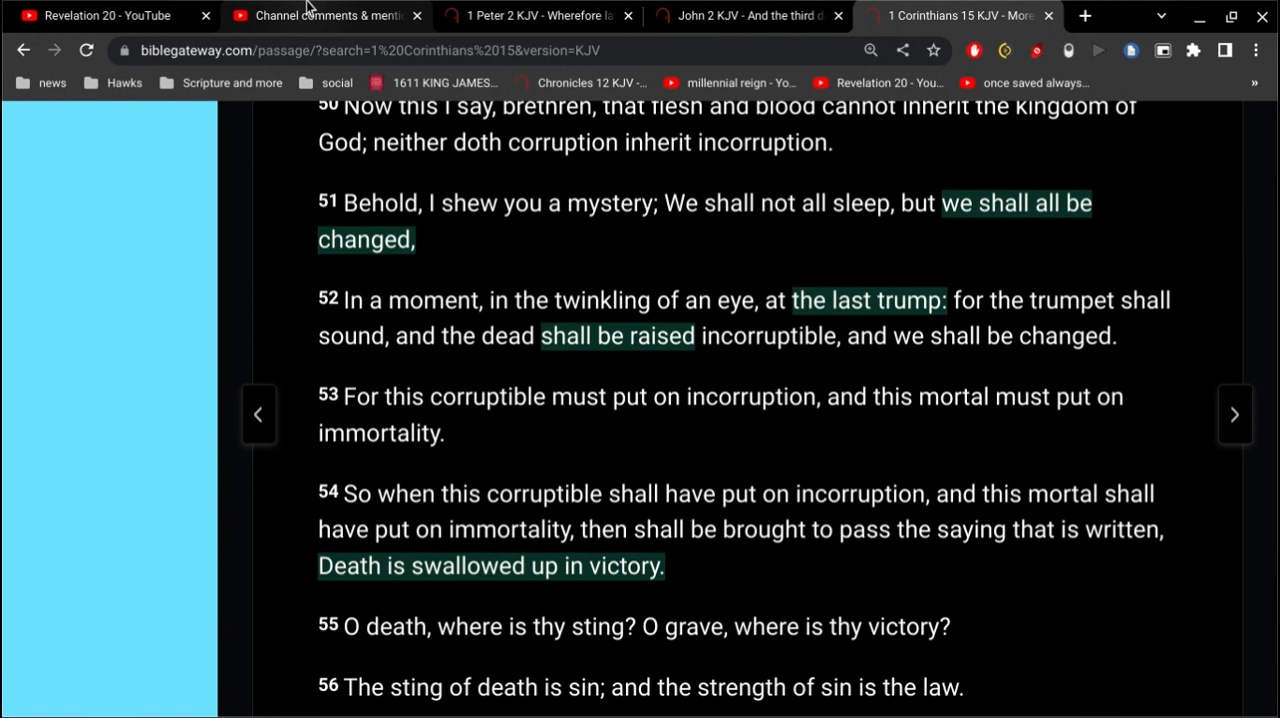 Revelation 20 - YouTube
Channel comments & menti
1 Peter 2 KJV - Wherefore la
John 2 KJV - And the third d
1 Corinthians 15 KJV - More
biblegateway.com/passage/?search=1%20Corinthians%2015&version=KJV
news
Hawks
Scripture and more
social
1611 KING JAMES...
Chronicles 12 KJV -...
millennial reign - Yo...
Revelation 20 - You...
once saved always...
»
50 Now this I say, brethren, that flesh and blood cannot inherit the kingdom of
God; neither doth corruption inherit incorruption.
51 Behold, I shew you a mystery; We shall not all sleep, but we shall all be
changed,
52 In a moment, in the twinkling of an eye, at the last trump: for the trumpet shall
sound, and the dead shall be raised incorruptible, and we shall be changed.
53 For this corruptible must put on incorruption, and this mortal must put on
immortality.
54 So when this corruptible shall have put on incorruption, and this mortal shall
have put on immortality, then shall be brought to pass the saying that is written,
Death is swallowed up in victory.
55 O death, where is thy sting? O grave, where is thy victory?
56 The sting of death is sin; and the strength of sin is the law.